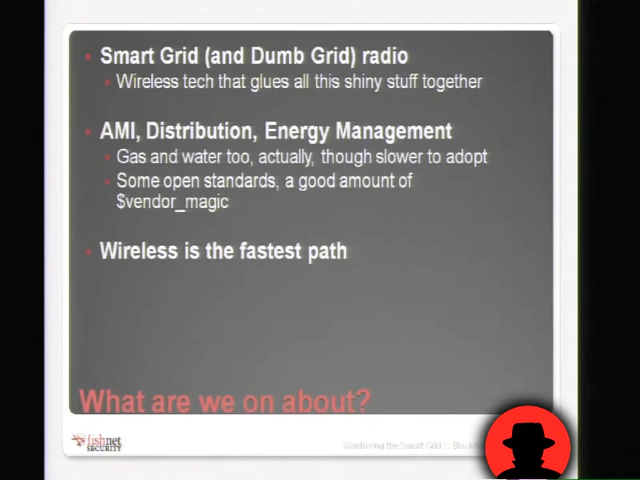 Smart Grid (and Dumb Grid) radio
Wireless tech that glues all this shiny stuff together
AMI, Distribution, Energy Management
Gas and water too, actually, though slower to adopt
Some open standards, a good amount of
$vendor_magic
Wireless is the fastest path
What are we on about?
fishnet
SECURITY
Wardriving the Smart Grid :: Black